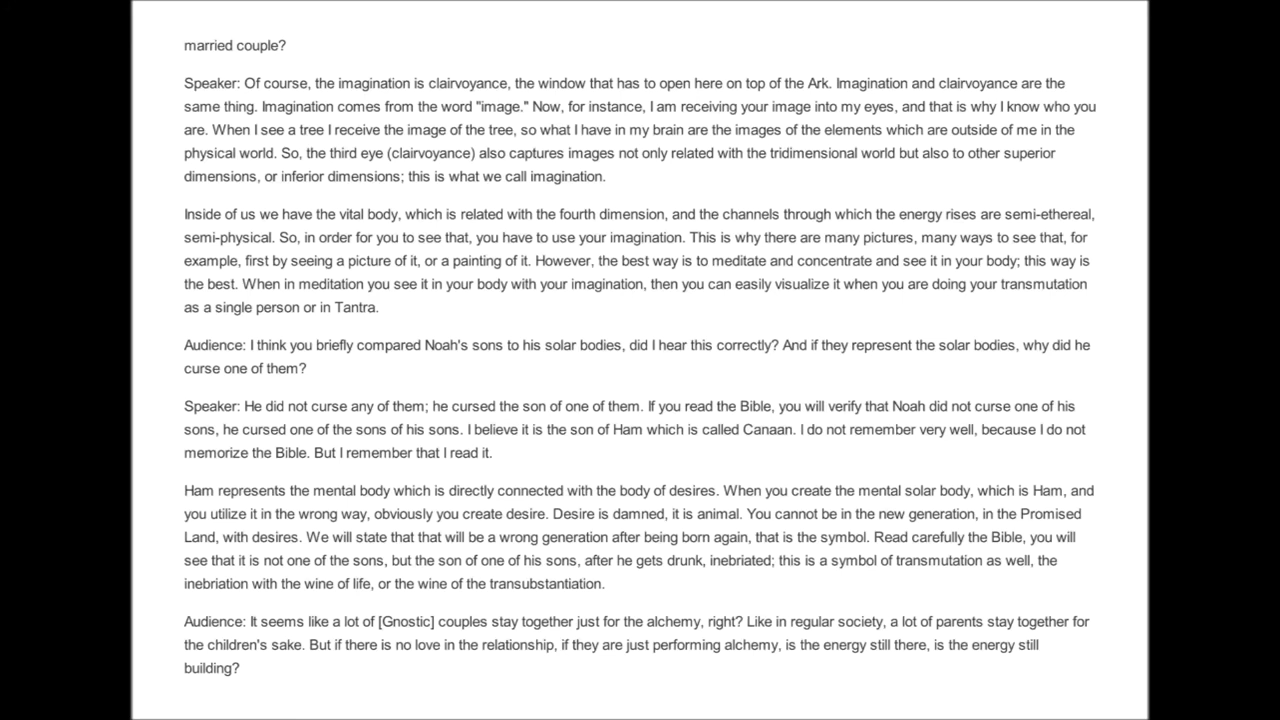 married couple?
Speaker: Of course, the imagination is clairvoyance, the window that has to open here on top of the Ark. Imagination and clairvoyance are the
same thing. Imagination comes from the word "image." Now, for instance, I am receiving your image into my eyes, and that is why I know who you
are. When I see a tree I receive the image of the tree, so what I have in my brain are the images of the elements which are outside of me in the
physical world. So, the third eye (clairvoyance) also captures images not only related with the tridimensional world but also to other superior
dimensions, or inferior dimensions; this is what we call imagination.
Inside of us we have the vital body, which is related with the fourth dimension, and the channels through which the energy rises are semi-ethereal,
semi-physical. So, in order for you to see that, you have to use your imagination. This is why there are many pictures, many ways to see that, for
example, first by seeing a picture of it, or a painting of it. However, the best way is to meditate and concentrate and see it in your body; this way is
the best. When in meditation you see it in your body with your imagination, then you can easily visualize it when you are doing your transmutation
as a single person or in Tantra.
Audience: I think you briefly compared Noah's sons to his solar bodies, did I hear this correctly? And if they represent the solar bodies, why did he
curse one of them?
Speaker: He did not curse any of them; he cursed the son of one of them. If you read the Bible, you will verify that Noah did not curse one of his
sons, he cursed one of the sons of his sons. I believe it is the son of Ham which is called Canaan. I do not remember very well, because I do not
memorize the Bible. But I remember that I read it.
Ham represents the mental body which is directly connected with the body of desires. When you create the mental solar body, which is Ham, and
you utilize it in the wrong way, obviously you create desire. Desire is damned, it is animal. You cannot be in the new generation, in the Promised
Land, with desires. We will state that that will be a wrong generation after being born again, that is the symbol. Read carefully the Bible, you will
see that it is not one of the sons, but the son of one of his sons, after he gets drunk, inebriated; this is a symbol of transmutation as well, the
inebriation with the wine of life, or the wine of the transubstantiation.
Audience: It seems like a lot of [Gnostic] couples stay together just for the alchemy, right? Like in regular society, a lot of parents stay together for
the children's sake. But if there is no love in the relationship, if they are just performing alchemy, is the energy still there, is the energy still
building?